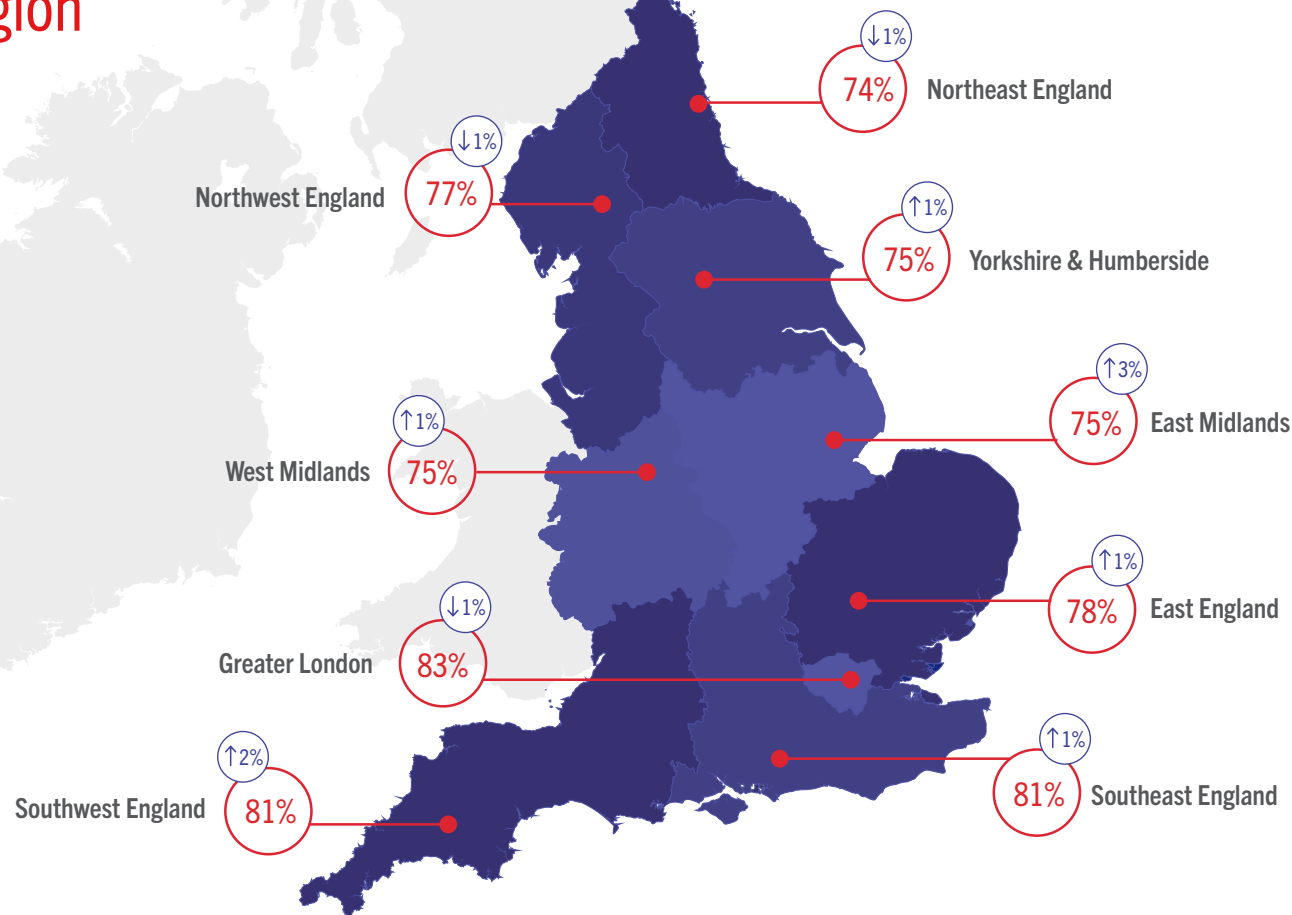 ↓1%
74%
Northeast England
↓1%
Northwest England
77%
↑1%
75%
Yorkshire & Humberside
↑3%
75%
East Midlands
↑1%
West Midlands
75%
↑1%
78%
East England
↓1%
Greater London
83%
↑2%
Southwest England
81%
↑1%
81%
Southeast England